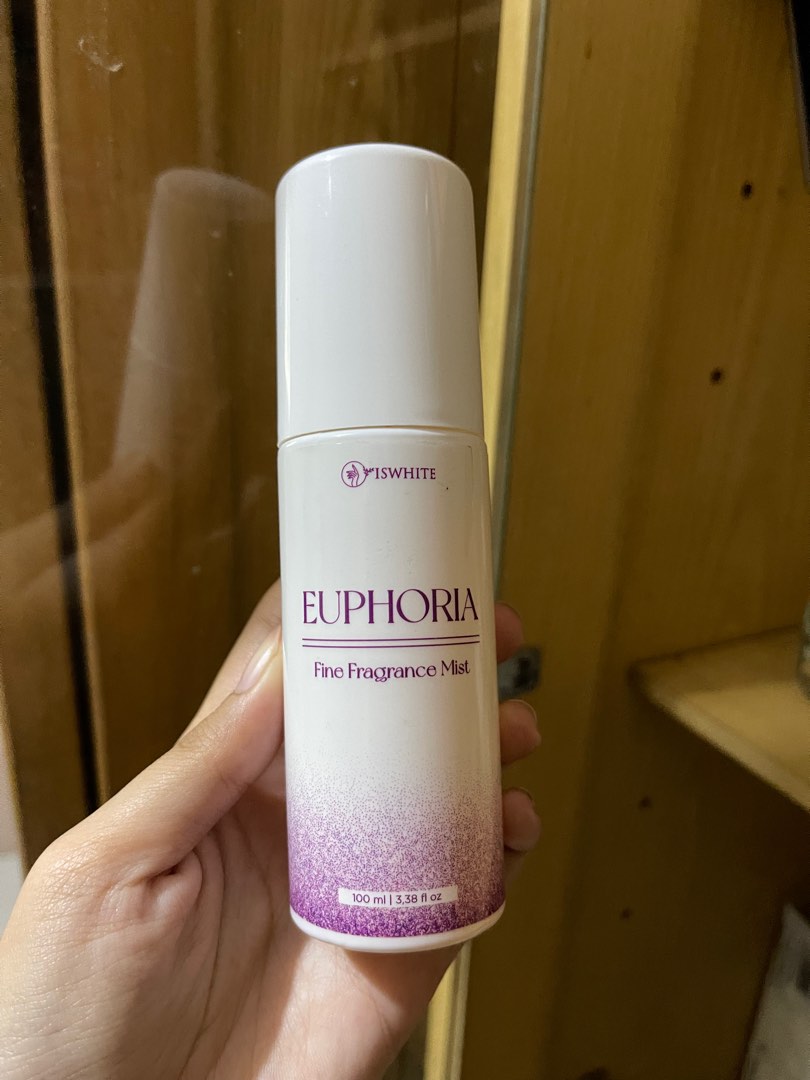 ISWHITE
EUPHORIA
Fine Fragrance Mist
100 ml | 3,38 fl oz